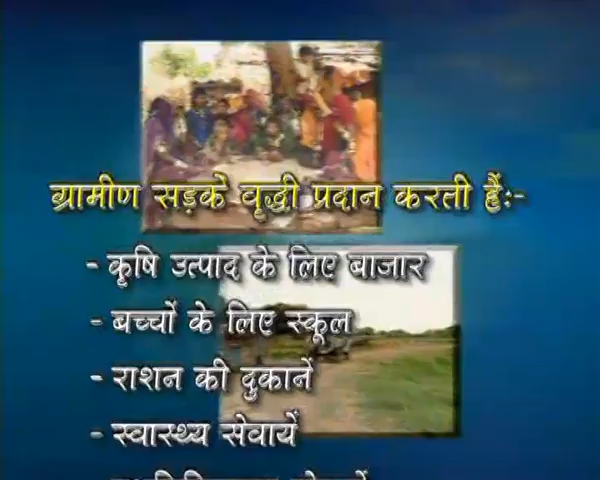 ग्रामीण सड़के वृद्धी प्रदान करती हैं:-
- कृषि उत्पाद के लिए बाजार
- बच्चों के लिए स्कूल
- राशन की दुकानें
- स्वास्थ्य सेवायें